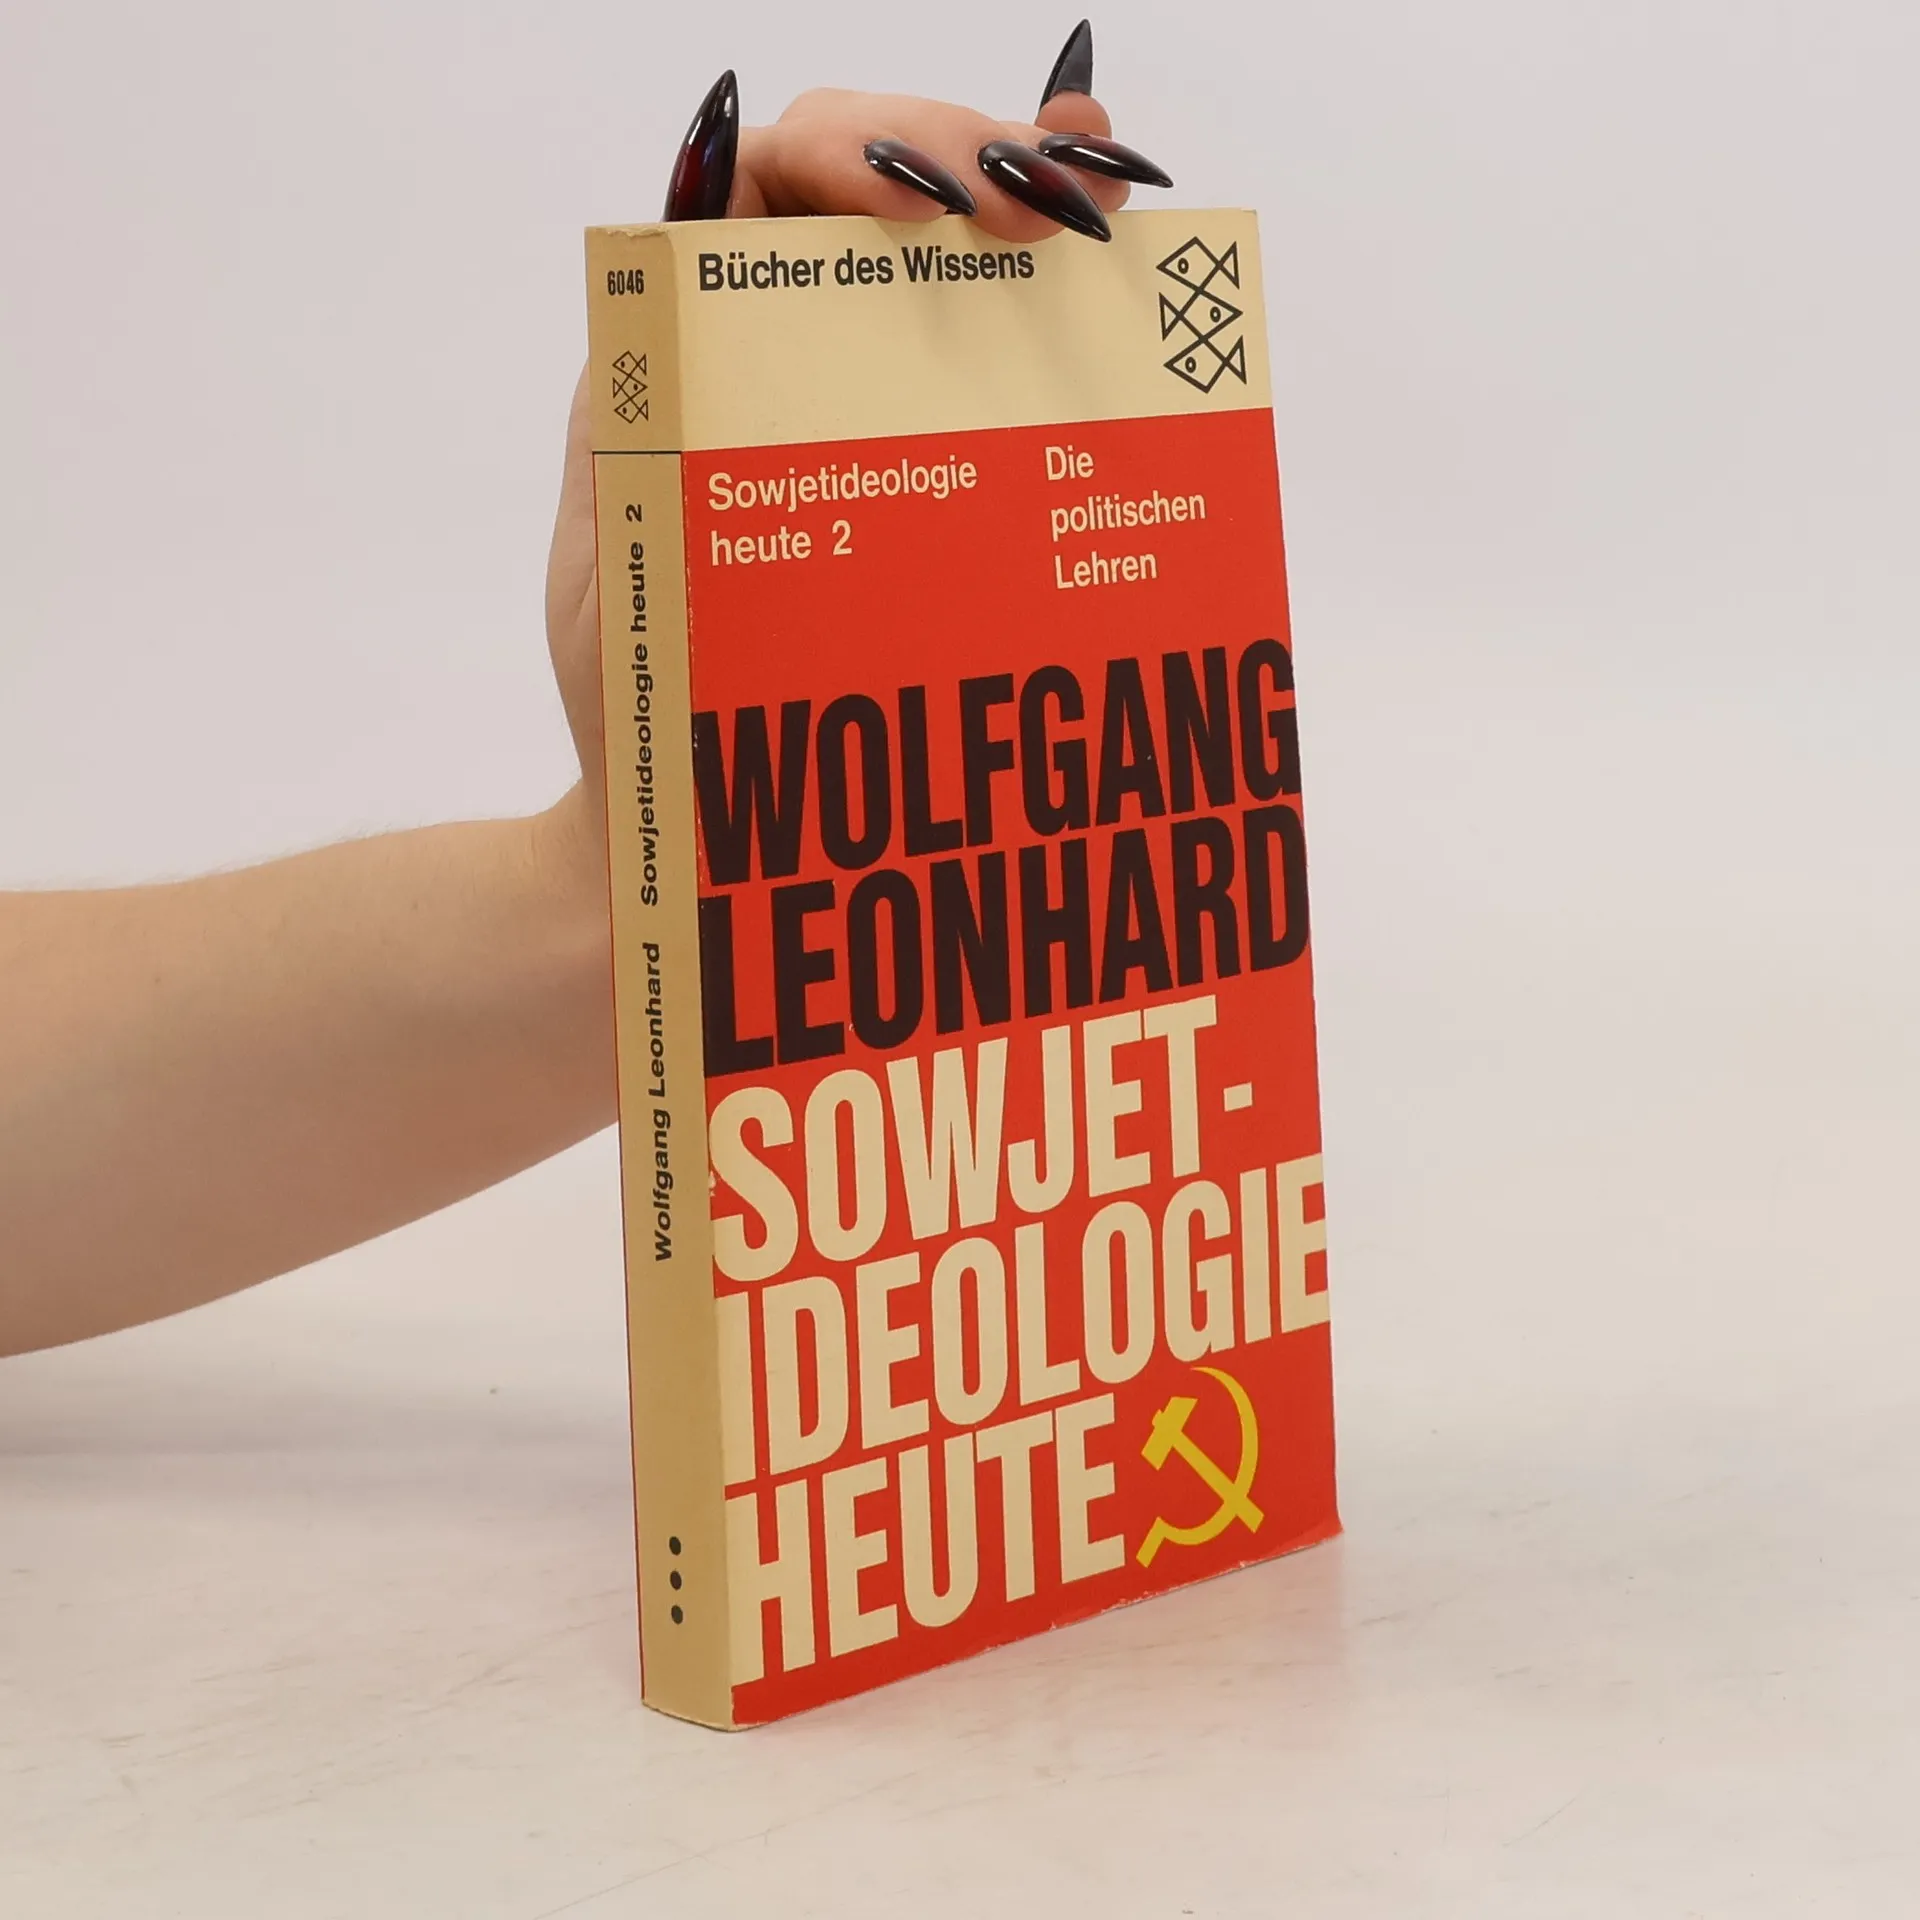 6046
Wolfgang Leonhard Sowjetideologie heute 2
Bücher des Wissens
Sowjetideologie
heute 2
Die
politischen
Lehren
WOLFGANG
LEONHARD
SOWJET-
IDEOLOGIE
HEUTE